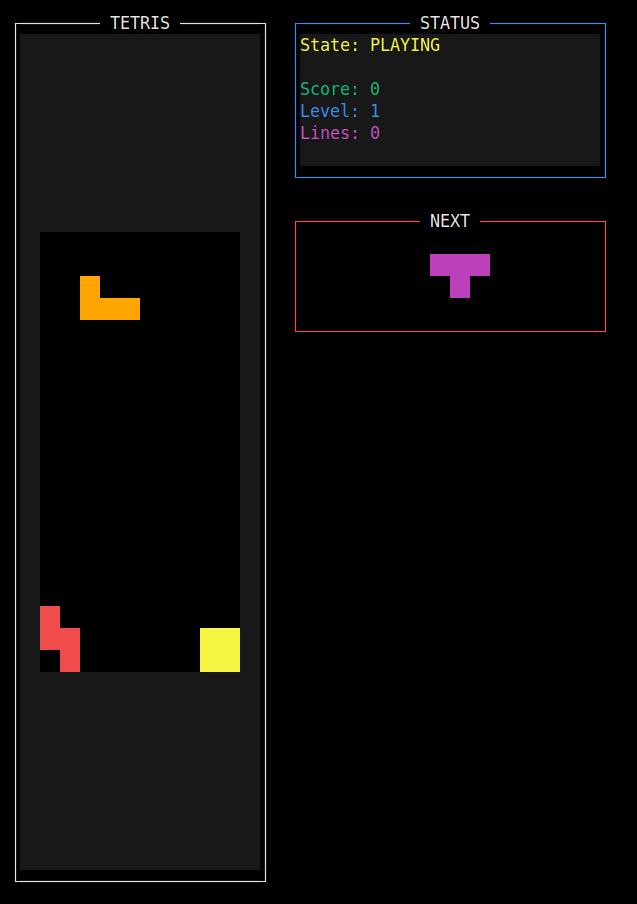 TETRIS
STATUS
State: PLAYING
Score: 0
Level: 1
Lines: 0
NEXT